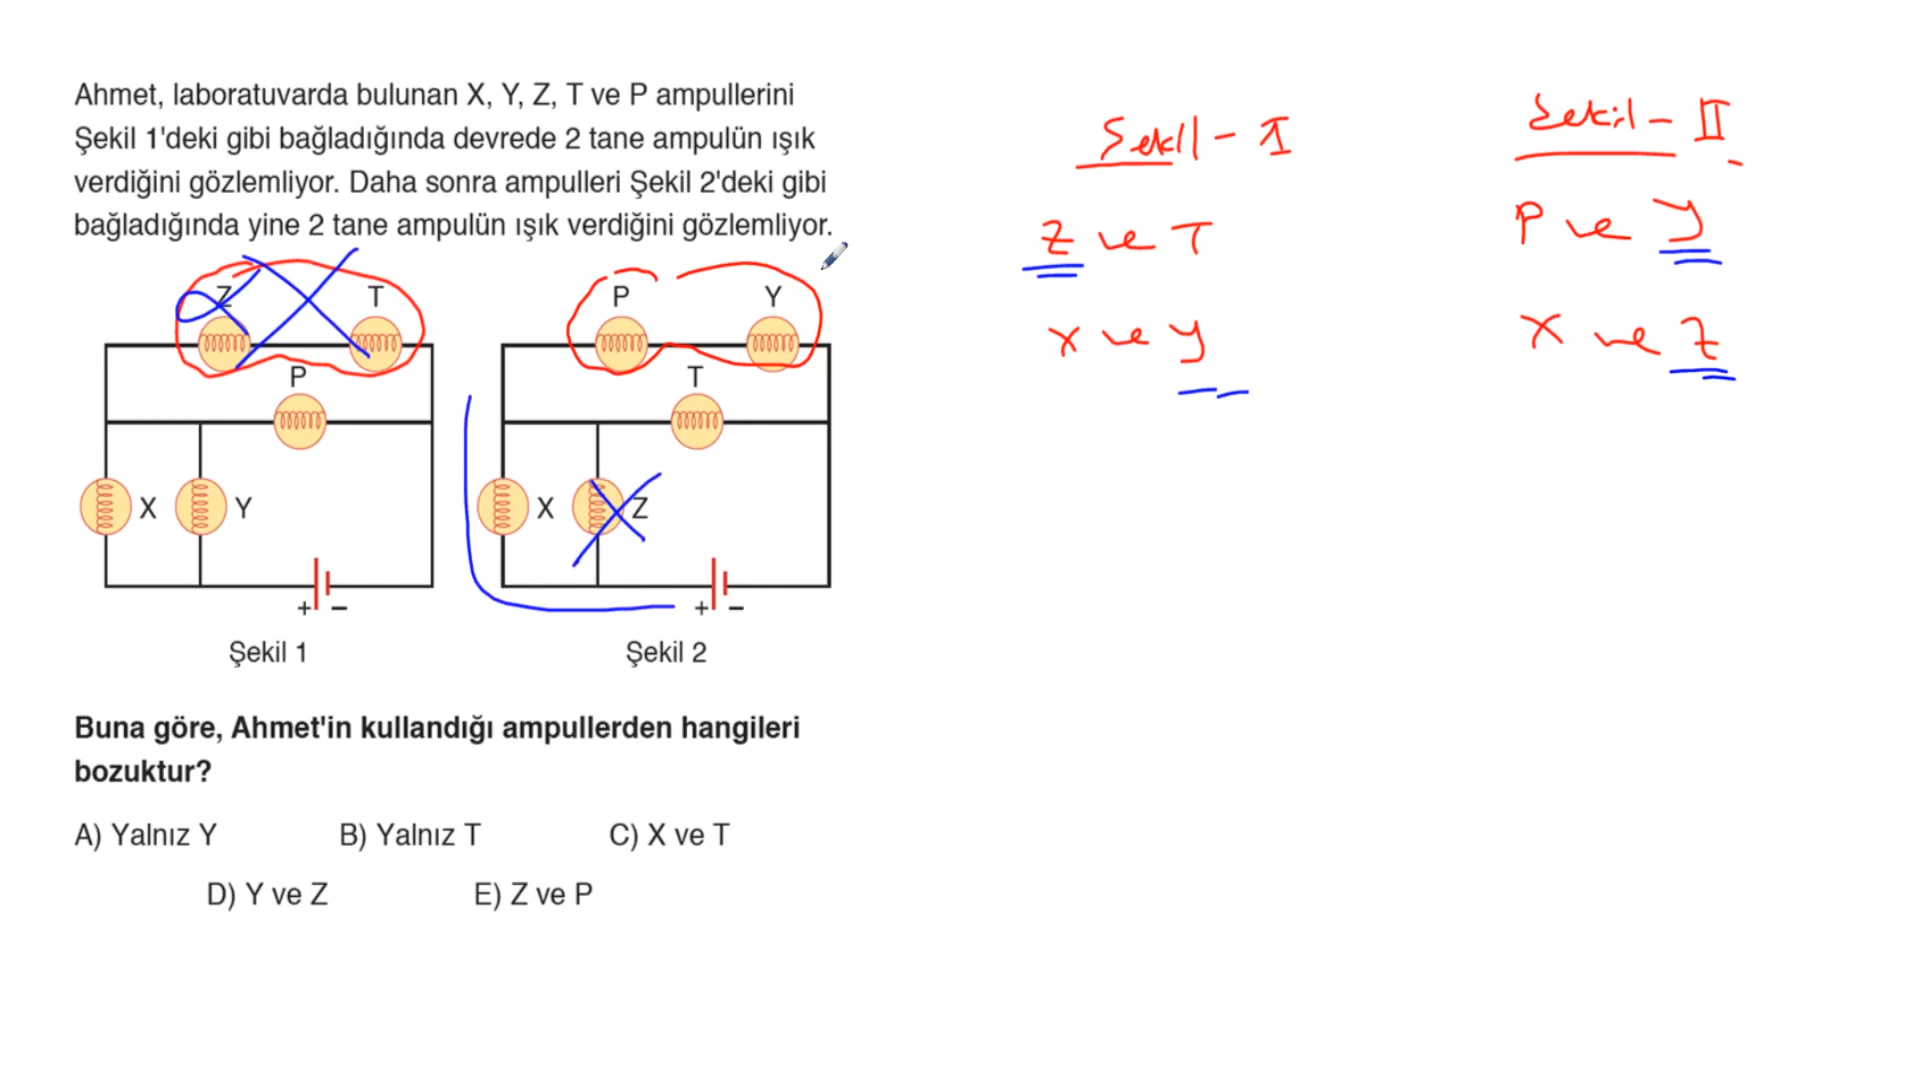 Ahmet, laboratuvarda bulunan X, Y, Z, T ve P ampullerini
Şekil 1'deki gibi bağladığında devrede 2 tane ampulün ışık
verdiğini gözlemliyor. Daha sonra ampulleri Şekil 2'deki gibi
bağladığında yine 2 tane ampulün ışık verdiğini gözlemliyor.
Z T
P
X Y
+ −
Şekil 1
P Y
T
X Z
+ −
Şekil 2
Buna göre, Ahmet'in kullandığı ampullerden hangileri
bozuktur?
A) Yalnız Y B) Yalnız T C) X ve T
D) Y ve Z E) Z ve P
Şekil - I
Z ve T
X ve Y
Şekil - II
P ve Y
X ve Z